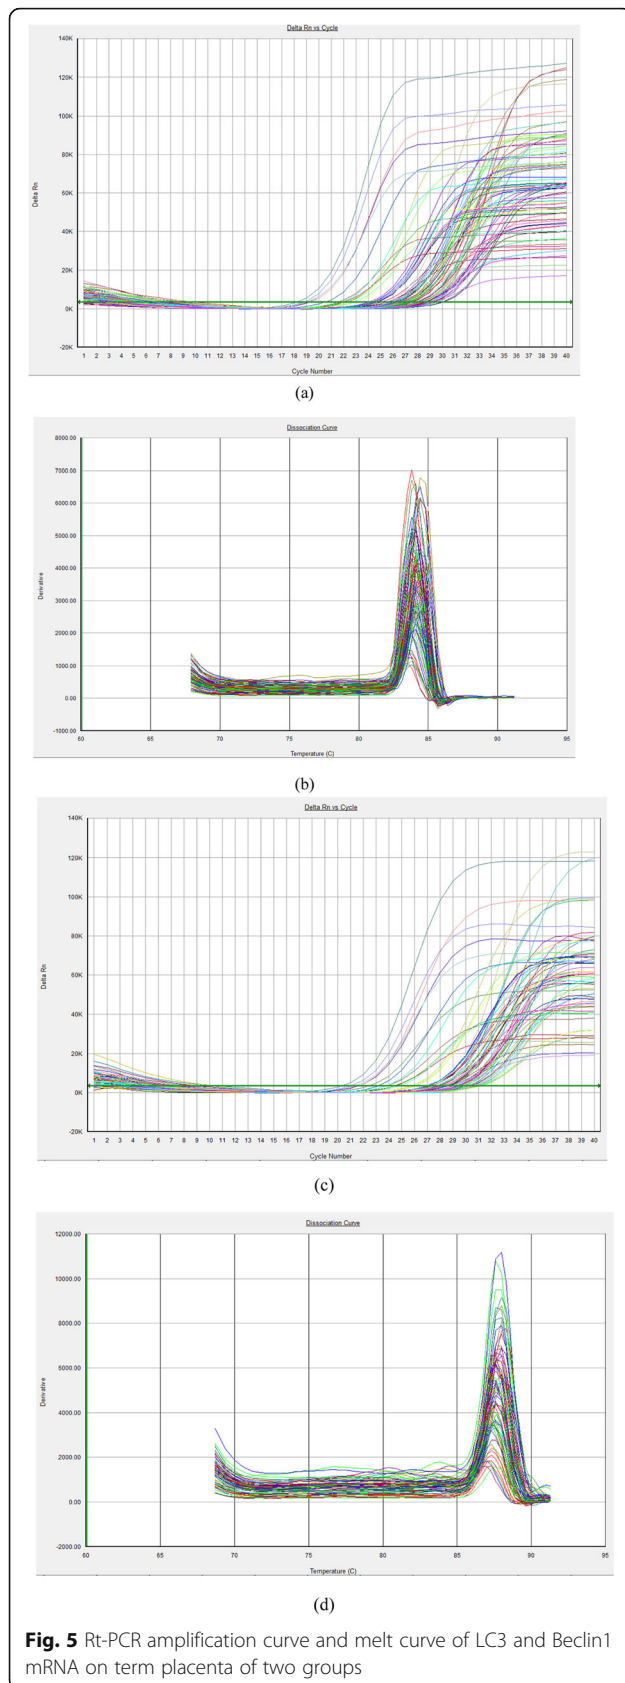 Delta Rn vs Cycle
140K
120K
100K
80K
60K
40K
20K
0K
-20K
Delta Rn
1 2 3 4 5 6 7 8 9 10 11 12 13 14 15 16 17 18 19 20 21 22 23 24 25 26 27 28 29 30 31 32 33 34 35 36 37 38 39 40
Cycle Number
(a)
Dissociation Curve
8000.00
7000.00
6000.00
5000.00
4000.00
3000.00
2000.00
1000.00
0.00
-1000.00
Derivative
60 65 70 75 80 85 90 95
Temperature (C)
(b)
Delta Rn vs Cycle
140K
120K
100K
80K
60K
40K
20K
0K
-20K
Delta Rn
1 2 3 4 5 6 7 8 9 10 11 12 13 14 15 16 17 18 19 20 21 22 23 24 25 26 27 28 29 30 31 32 33 34 35 36 37 38 39 40
Cycle Number
(c)
Dissociation Curve
12000.00
10000.00
8000.00
6000.00
4000.00
2000.00
0.00
-2000.00
Derivative
60 65 70 75 80 85 90 95
Temperature (C)
(d)
Fig. 5 Rt-PCR amplification curve and melt curve of LC3 and Beclin1
mRNA on term placenta of two groups